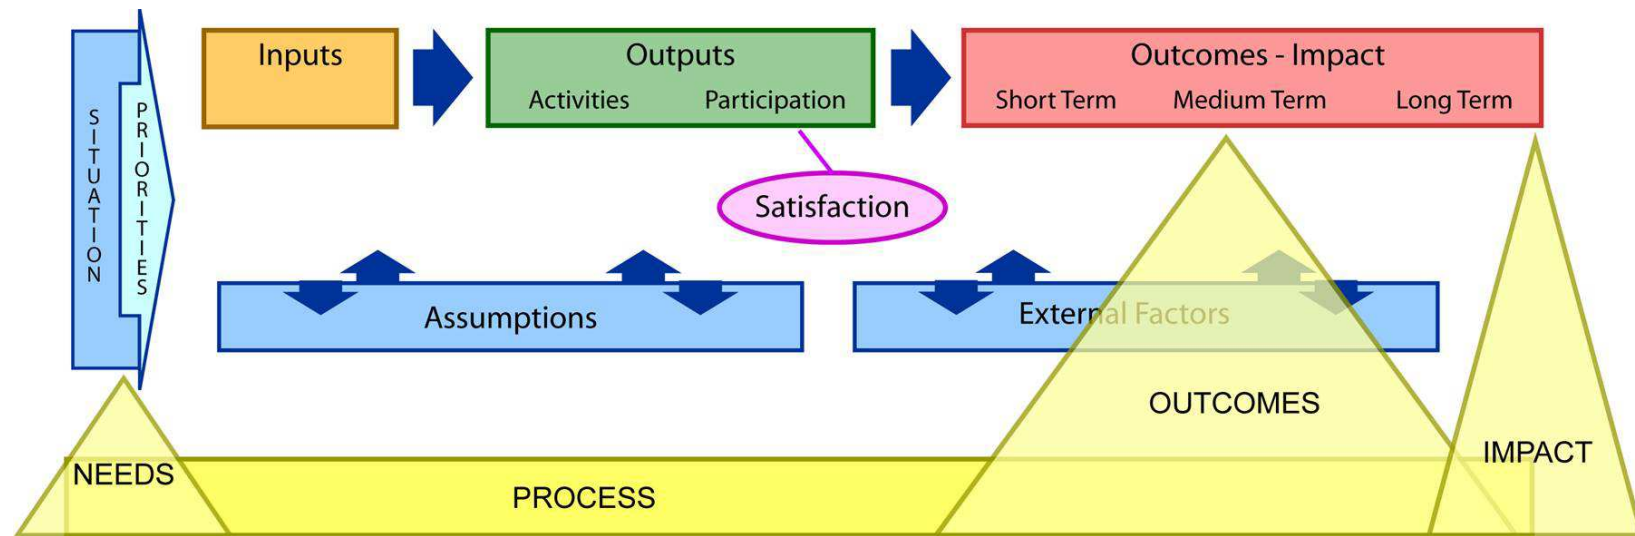 SITUATION
PRIORITIES
Inputs
Outputs
Activities Participation
Outcomes - Impact
Short Term Medium Term Long Term
Satisfaction
Assumptions
External Factors
NEEDS
PROCESS
OUTCOMES
IMPACT